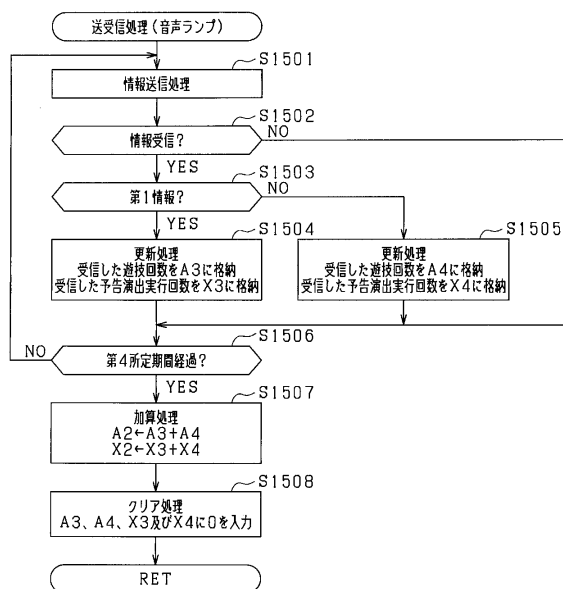 送受信処理(音声ランプ)
S1501
情報送信処理
S1502
情報受信?
NO
YES
S1503
第1情報?
NO
YES
S1504
更新処理
受信した遊技回数をA3に格納
受信した予告演出実行回数をX3に格納
S1505
更新処理
受信した遊技回数をA4に格納
受信した予告演出実行回数をX4に格納
S1506
第4所定期間経過?
NO
YES
S1507
加算処理
A2←A3+A4
X2←X3+X4
S1508
クリア処理
A3、A4、X3及びX4に0を入力
RET